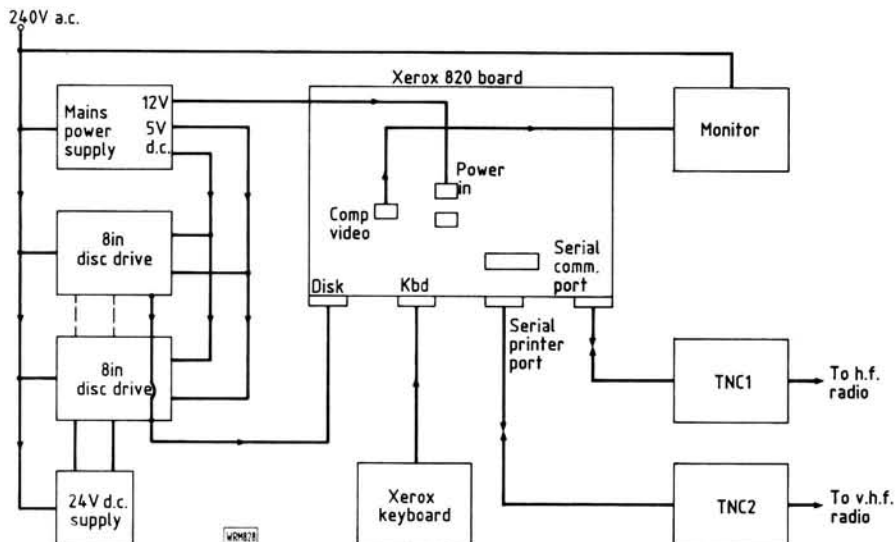 240V a.c.
Xerox 820 board
Mains
power
supply
12V
5V
d.c.
Monitor
Power
in
Comp
video
8in
disc drive
Serial
comm.
port
Disk
Kbd
Serial
printer
port
8in
disc drive
TNC1
To h.f.
radio
24V d.c.
supply
Xerox
keyboard
TNC2
To v.h.f.
radio
WRM828